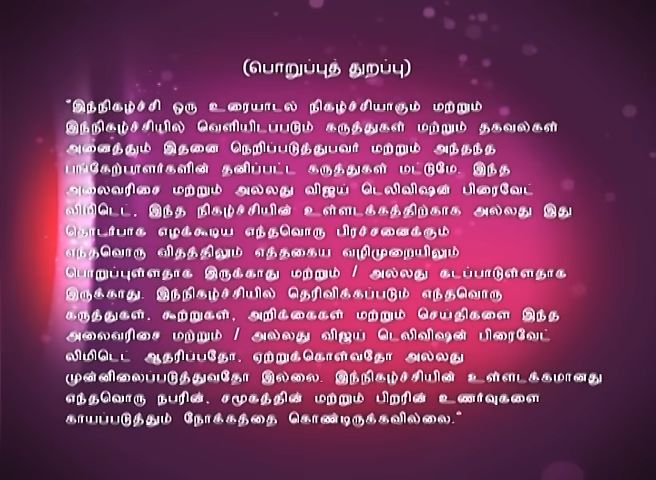 (பொறுப்புத் துறப்பு)
"இந்நிகழ்ச்சி ஒரு உரையாடல் நிகழ்ச்சியாகும் மற்றும்
இந்நிகழ்ச்சியில் வெளியிடப்படும் கருத்துகள் மற்றும் தகவல்கள்
அனைத்தும் இதனை நெறிப்படுத்துபவர் மற்றும் அந்தந்த
பங்கேற்பாளர்களின் தனிப்பட்ட கருத்துகள் மட்டுமே. இந்த
அலைவரிசை மற்றும் அல்லது விஜய் டெலிவிஷன் பிரைவேட்
லிமிடெட், இந்த நிகழ்ச்சியின் உள்ளடக்கத்திற்காக அல்லது இது
தொடர்பாக எழக்கூடிய எந்தவொரு பிரச்சனைக்கும்
எந்தவொரு விதத்திலும் எத்தகைய வழிமுறையிலும்
பொறுப்புள்ளதாக இருக்காது மற்றும் / அல்லது கடப்பாடுள்ளதாக
இருக்காது. இந்நிகழ்ச்சியில் தெரிவிக்கப்படும் எந்தவொரு
கருத்துகள், கூற்றுகள், அறிக்கைகள் மற்றும் செய்திகளை இந்த
அலைவரிசை மற்றும் / அல்லது விஜய் டெலிவிஷன் பிரைவேட்
லிமிடெட் ஆதரிப்பதோ, ஏற்றுக்கொள்வதோ அல்லது
முன்னிலைப்படுத்துவதோ இல்லை. இந்நிகழ்ச்சியின் உள்ளடக்கமானது
எந்தவொரு நபரின், சமூகத்தின் மற்றும் பிறரின் உணர்வுகளை
காயப்படுத்தும் நோக்கத்தை கொண்டிருக்கவில்லை."